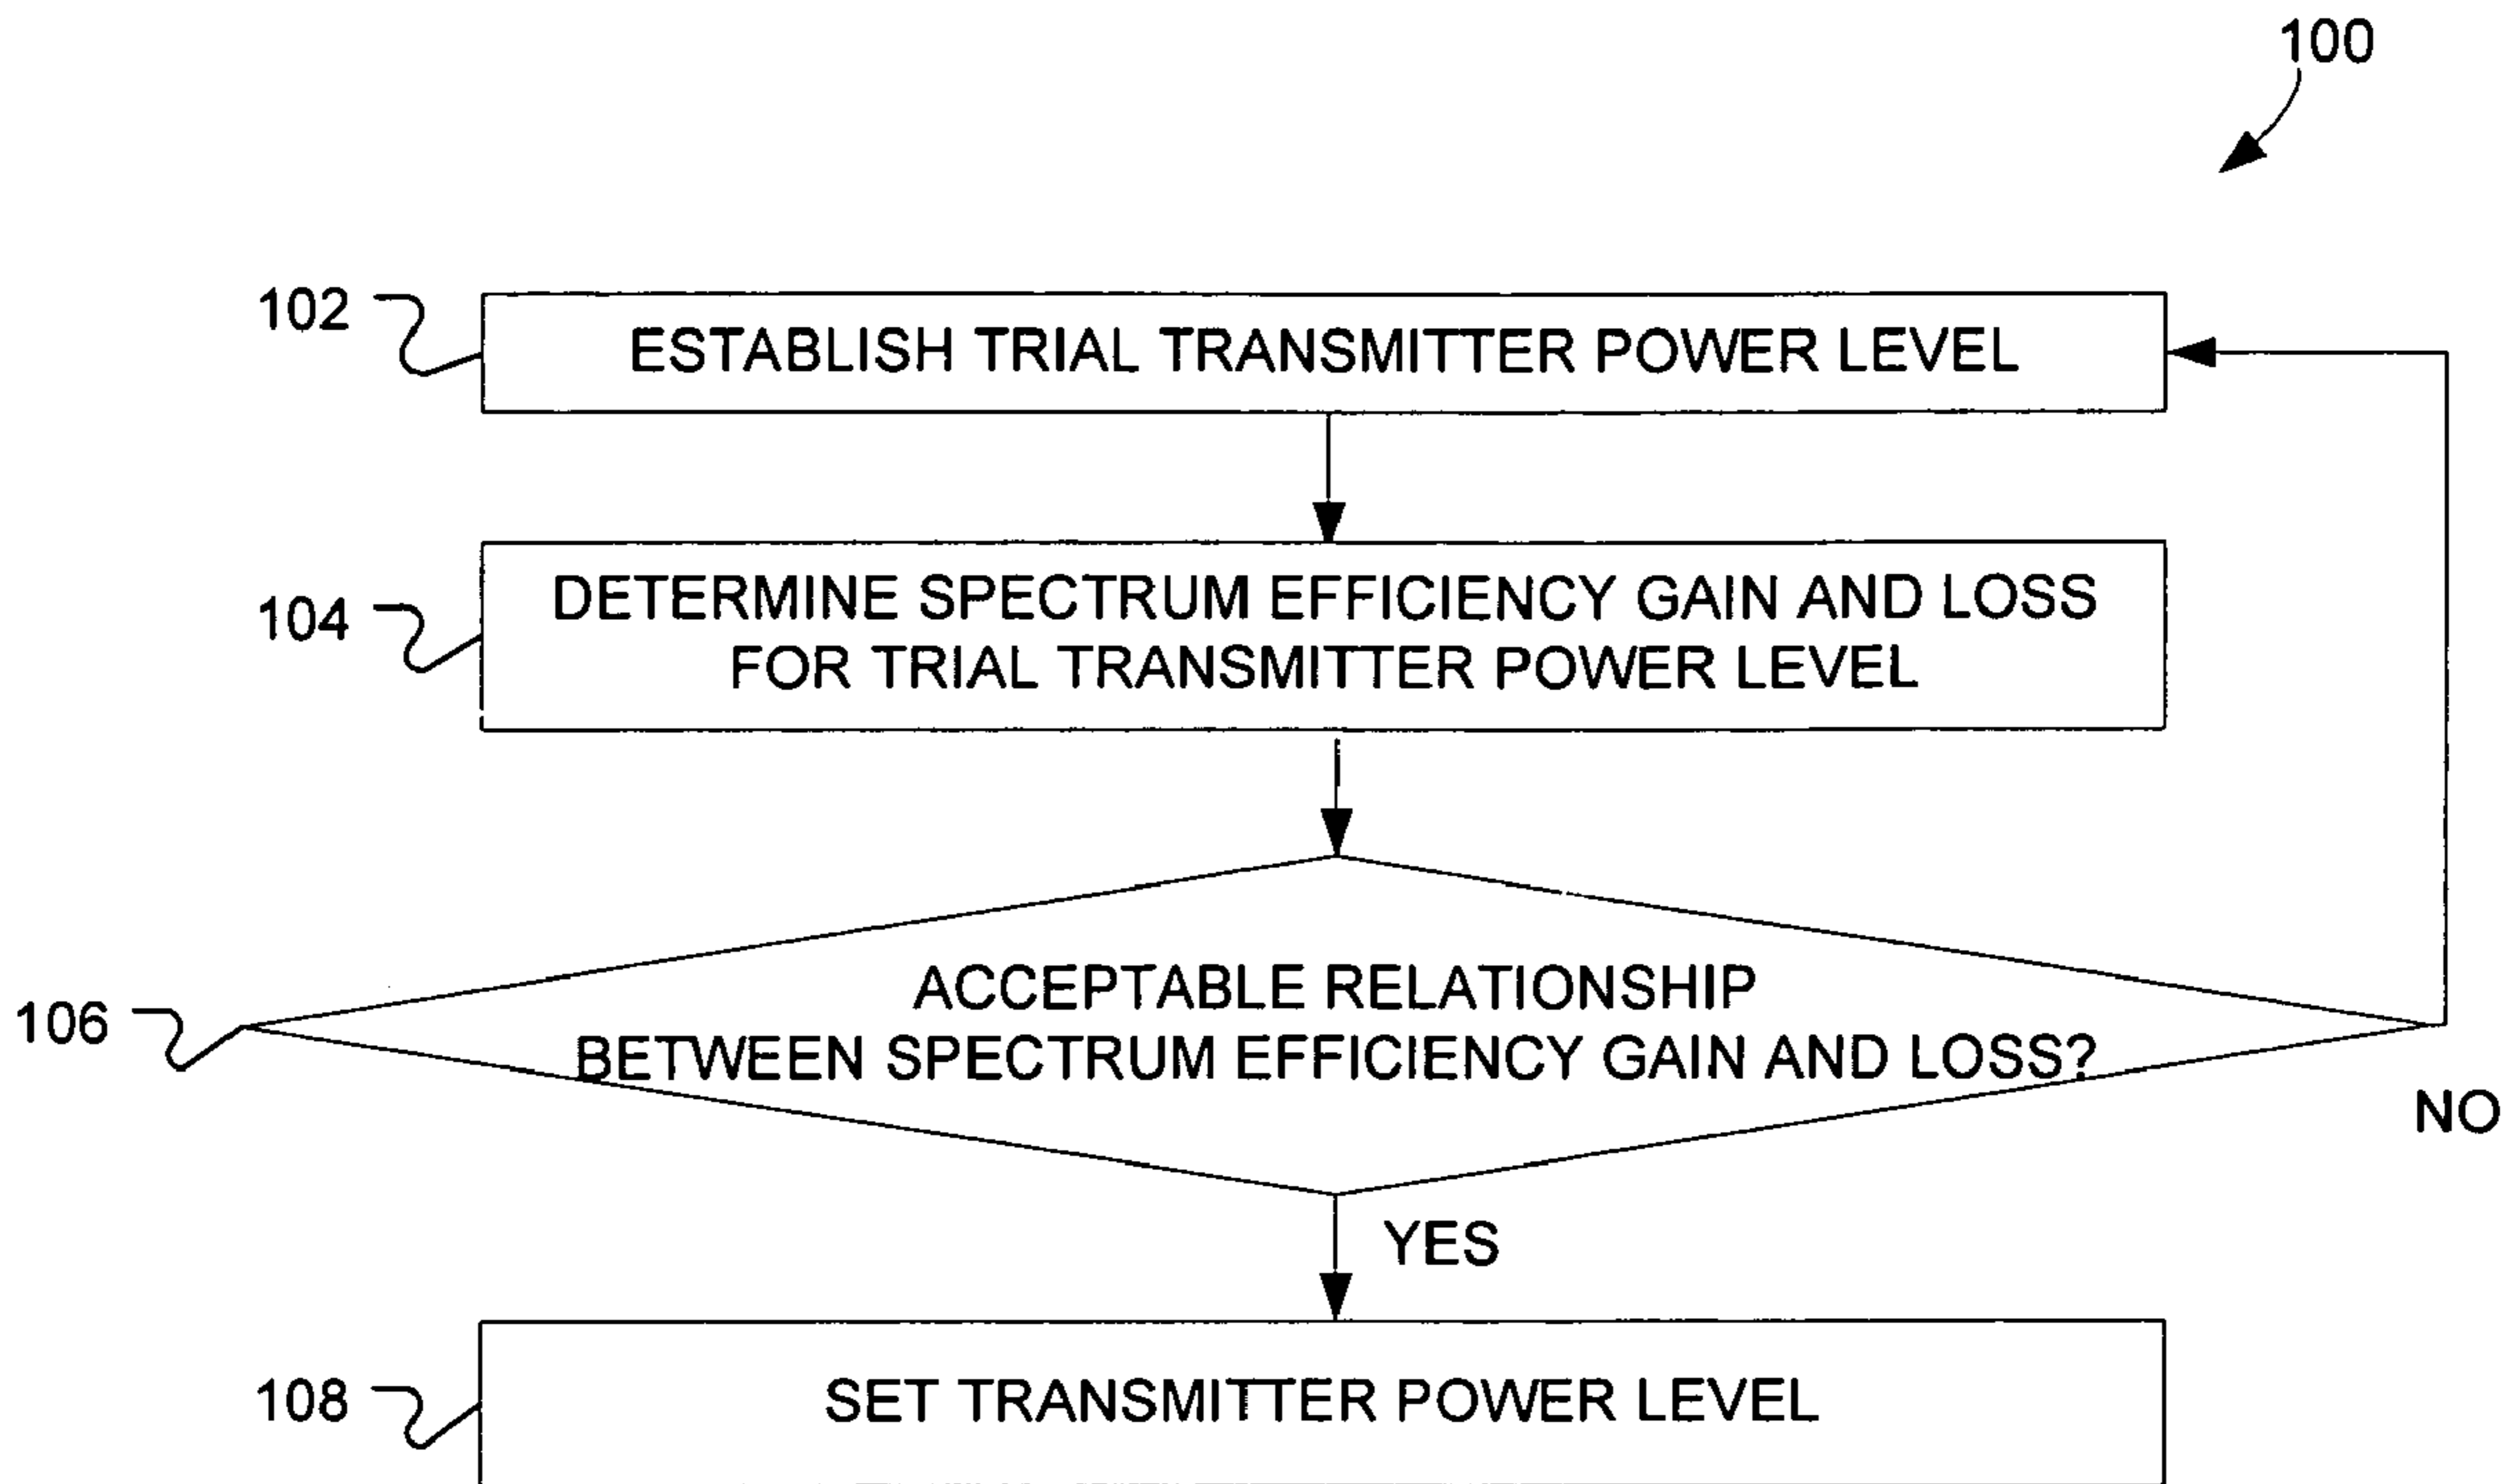 100
102
ESTABLISH TRIAL TRANSMITTER POWER LEVEL
104
DETERMINE SPECTRUM EFFICIENCY GAIN AND LOSS
FOR TRIAL TRANSMITTER POWER LEVEL
106
ACCEPTABLE RELATIONSHIP
BETWEEN SPECTRUM EFFICIENCY GAIN AND LOSS?
NO
YES
108
SET TRANSMITTER POWER LEVEL